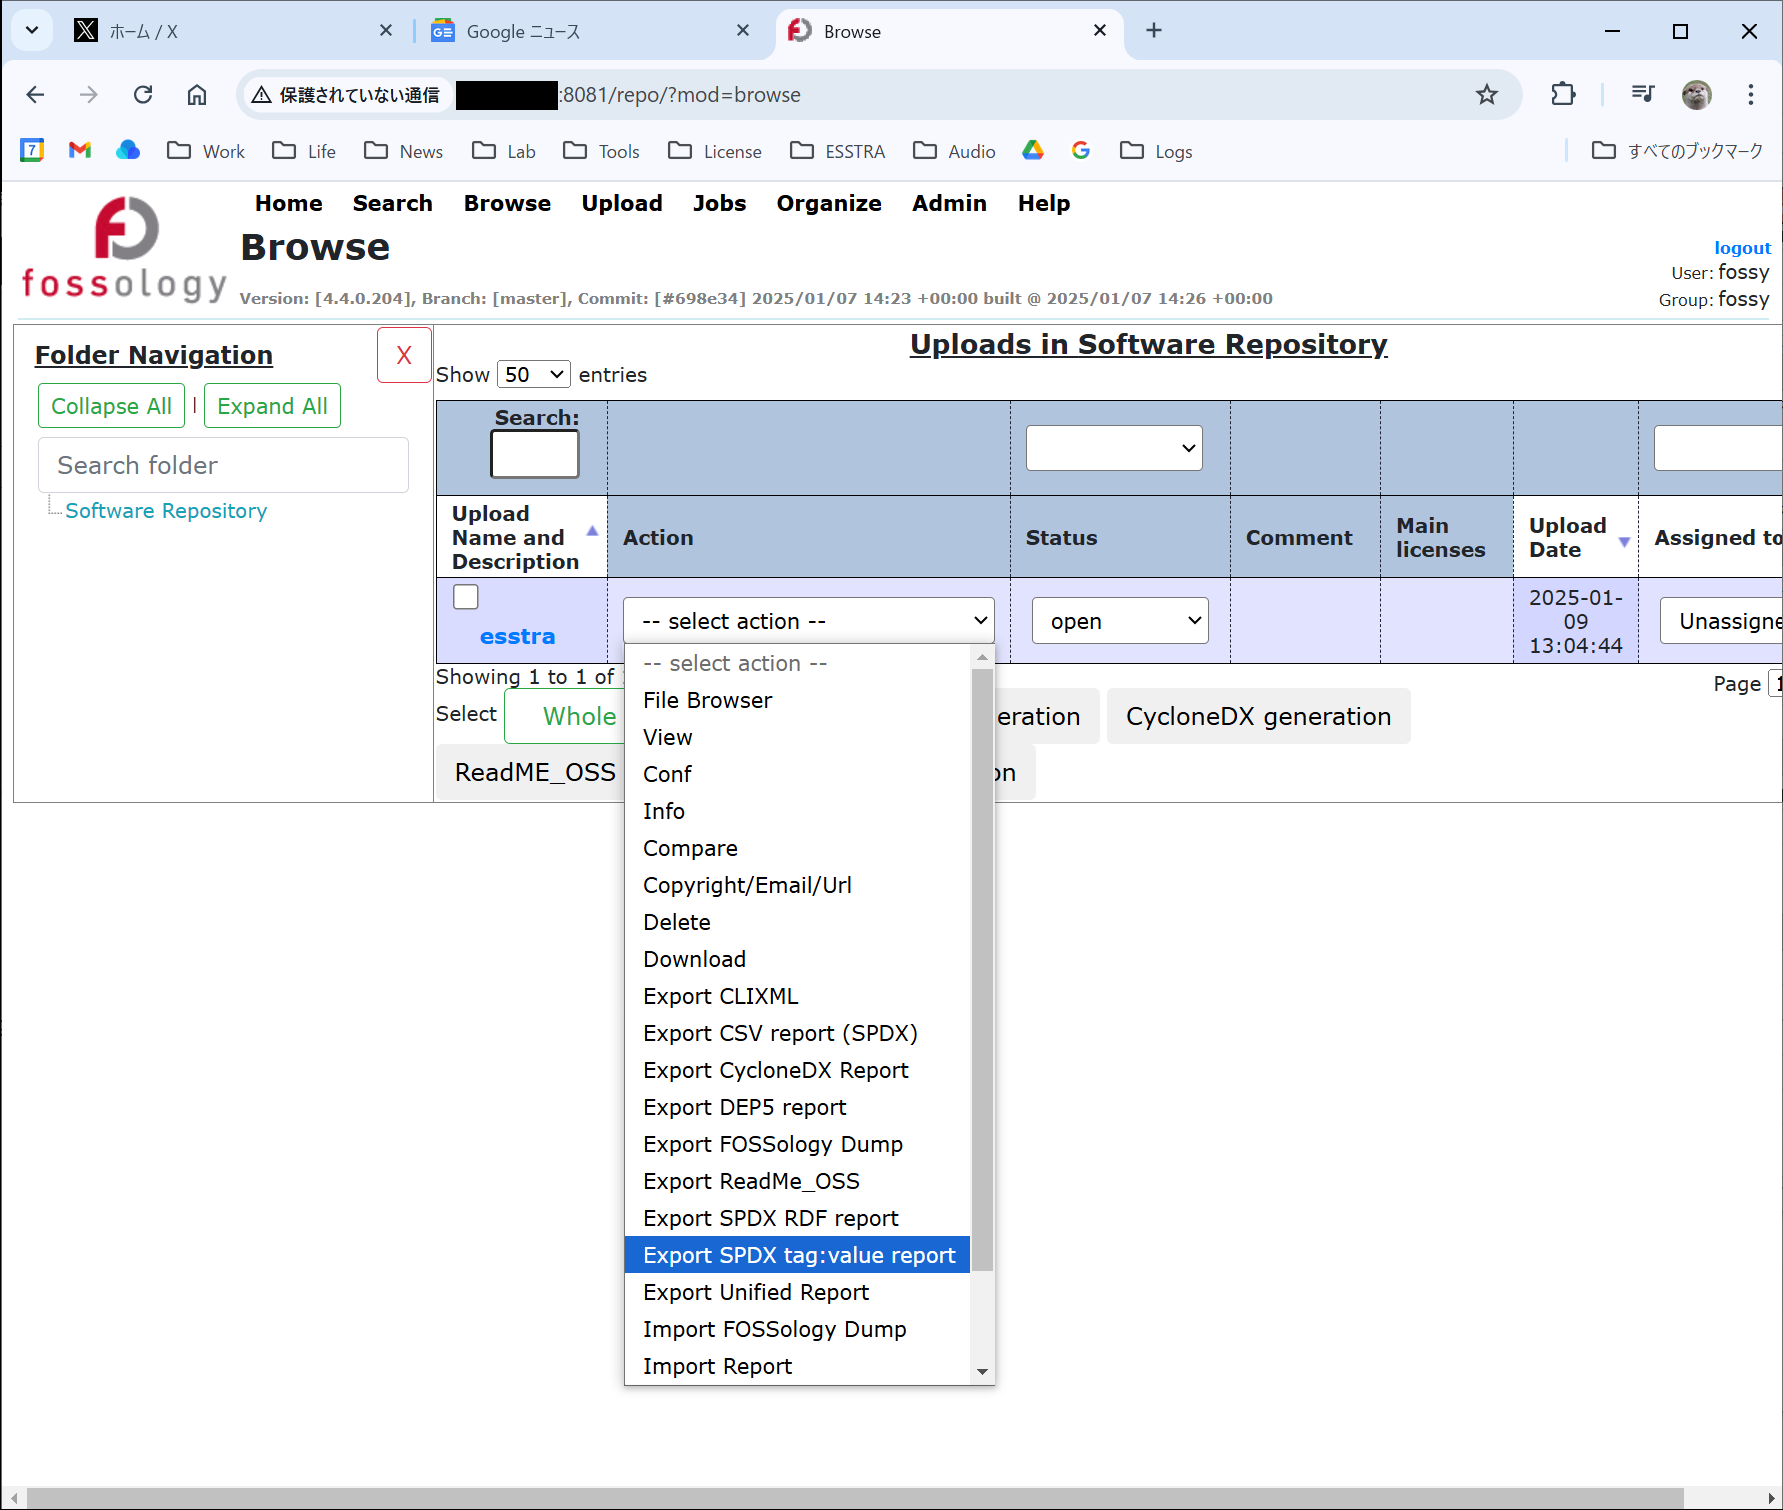 ホーム / X
Google ニュース
Browse
保護されていない通信 :8081/repo/?mod=browse
7 Work Life News Lab Tools License ESSTRA Audio Logs すべてのブックマーク
fossology
Home Search Browse Upload Jobs Organize Admin Help
Browse
Version: [4.4.0.204], Branch: [master], Commit: [#698e34] 2025/01/07 14:23 +00:00 built @ 2025/01/07 14:26 +00:00
logout
User: fossy
Group: fossy
Folder Navigation
X
Collapse All | Expand All
Search folder
Software Repository
Uploads in Software Repository
Show 50 entries
Search:
Upload Name and Description
Action
Status
Comment
Main licenses
Upload Date
Assigned to
esstra
-- select action --
open
2025-01-09 13:04:44
Unassigne
Showing 1 to 1 of
Page 1
Select Whole
eration
CycloneDX generation
ReadME_OSS
on
-- select action --
File Browser
View
Conf
Info
Compare
Copyright/Email/Url
Delete
Download
Export CLIXML
Export CSV report (SPDX)
Export CycloneDX Report
Export DEP5 report
Export FOSSology Dump
Export ReadMe_OSS
Export SPDX RDF report
Export SPDX tag:value report
Export Unified Report
Import FOSSology Dump
Import Report